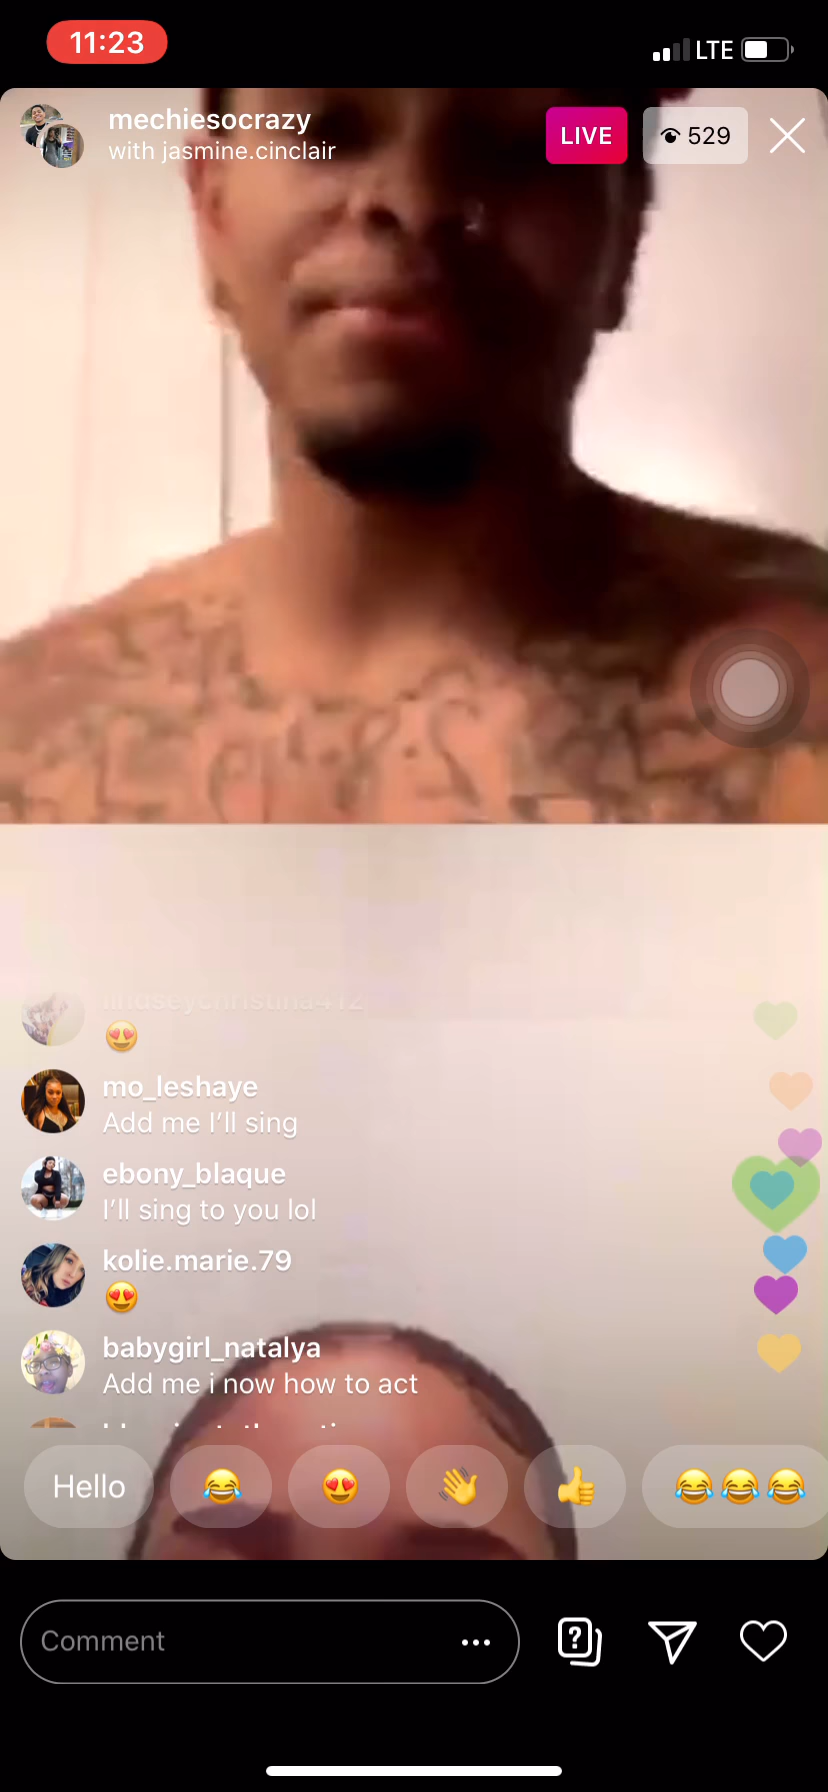 11:23
LTE
mechiesocrazy
with jasmine.cinclair
LIVE
529
lindseychristina412
😍
mo_leshaye
Add me I’ll sing
ebony_blaque
I’ll sing to you lol
kolie.marie.79
😍
babygirl_natalya
Add me i now how to act
Hello
😂
😍
👋
👍
😂😂😂
Comment